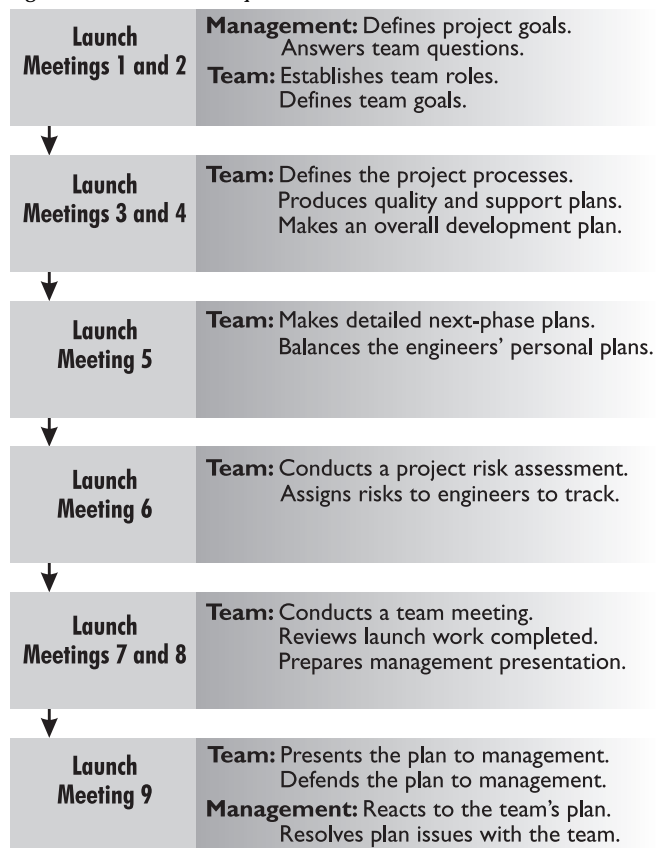 Launch
Meetings 1 and 2
Management: Defines project goals.
Answers team questions.
Team: Establishes team roles.
Defines team goals.
Launch
Meetings 3 and 4
Team: Defines the project processes.
Produces quality and support plans.
Makes an overall development plan.
Launch
Meeting 5
Team: Makes detailed next-phase plans.
Balances the engineers’ personal plans.
Launch
Meeting 6
Team: Conducts a project risk assessment.
Assigns risks to engineers to track.
Launch
Meetings 7 and 8
Team: Conducts a team meeting.
Reviews launch work completed.
Prepares management presentation.
Launch
Meeting 9
Team: Presents the plan to management.
Defends the plan to management.
Management: Reacts to the team’s plan.
Resolves plan issues with the team.